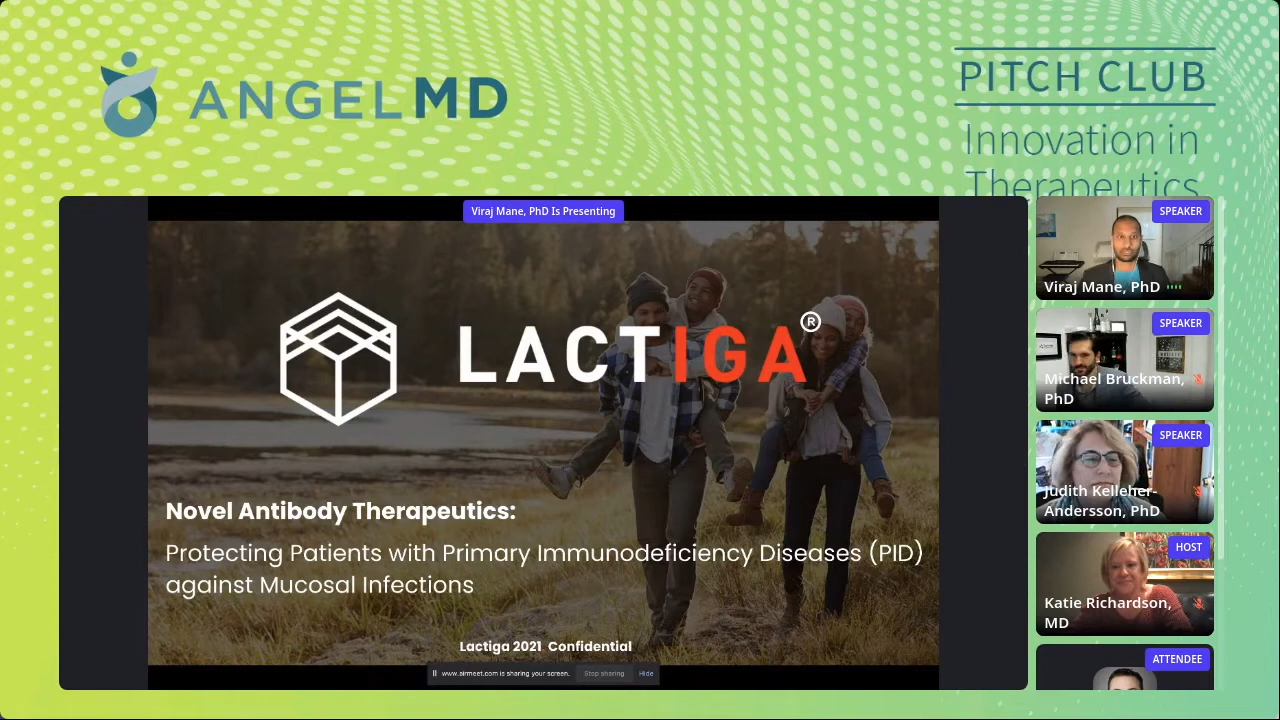 ANGELMD
PITCH CLUB
Innovation in
Therapeutics
Viraj Mane, PhD Is Presenting
LACTIGA®
Novel Antibody Therapeutics:
Protecting Patients with Primary Immunodeficiency Diseases (PID)
against Mucosal Infections
Lactiga 2021 Confidential
www.airmeet.com is sharing your screen. Stop sharing Hide
SPEAKER
Viraj Mane, PhD
SPEAKER
Michael Bruckman,
PhD
SPEAKER
Judith Kelleher-
Andersson, PhD
HOST
Katie Richardson,
MD
ATTENDEE